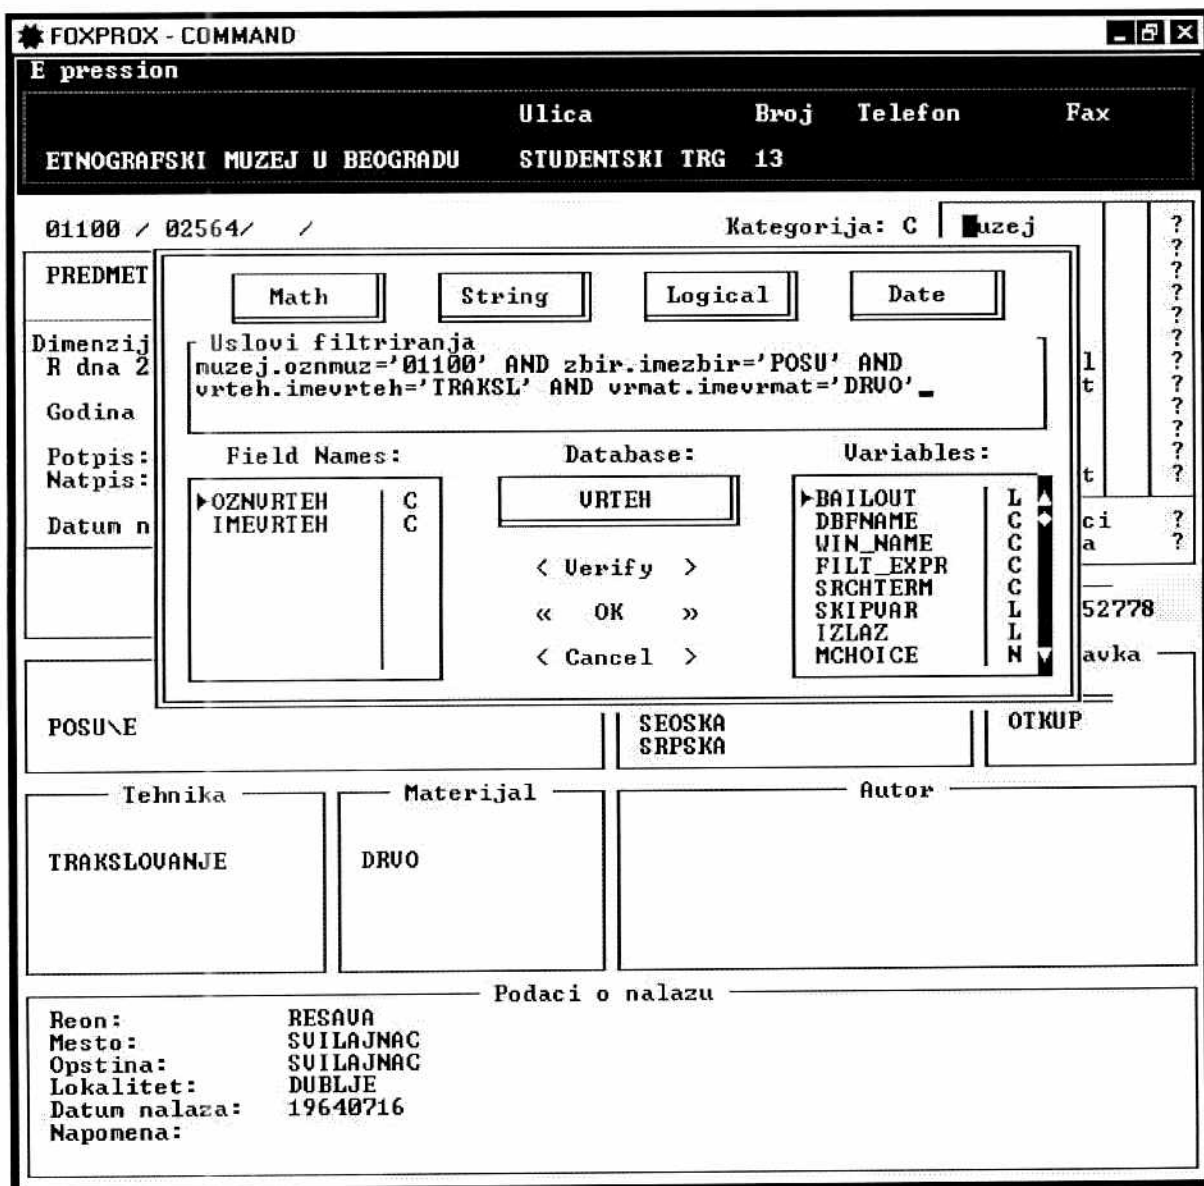 FOXPROX - COMMAND
E pression
Ulica Broj Telefon Fax
ETNOGRAFSKI MUZEJ U BEOGRADU STUDENTSKI TRG 13
01100 / 02564/ /
Kategorija: C
muzej
?
?
PREDMET
?
Math String Logical Date
?
?
Dimenzij
Uslovi filtriranja
?
R dna 2
muzej.oznmuz='01100' AND zbir.imezbir='POSU' AND
l
?
vrteh.imevrteh='TRAKSL' AND vrmat.imevrmat='DRVO'
t
?
Godina
?
?
Potpis:
Field Names: Database: Variables:
?
Natpis:
t
?
OZNVRTEH C
VRTEH
BAILOUT L
Datum n
IMEVRTEH C
DBFNAME C
ci
?
WIN_NAME C
a
?
< Verify >
FILT_EXPR C
SRCHTERM C
« OK »
SKIPVAR L
52778
IZLAZ L
< Cancel >
MCHOICE N
avka
POSU\E
SEOSKA
OTKUP
SRPSKA
Tehnika Materijal Autor
TRAKSLOVANJE DRVO
Podaci o nalazu
Reon: RESAVA
Mesto: SVILAJNAC
Opstina: SVILAJNAC
Lokalitet: DUBLJE
Datum nalaza: 19640716
Napomena: